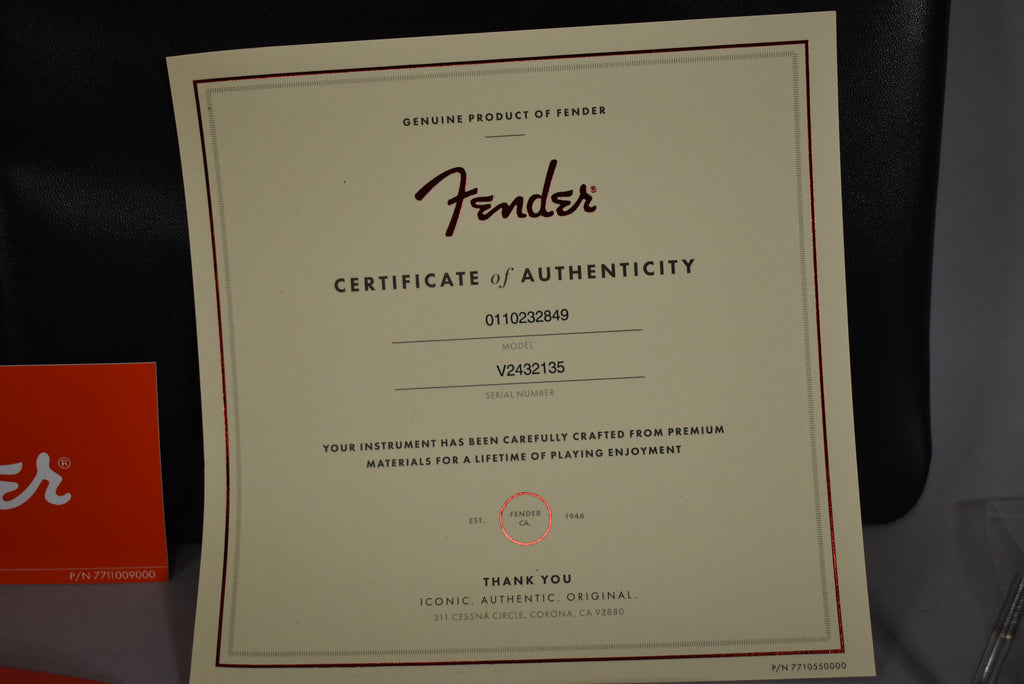 GENUINE PRODUCT OF FENDER
Fender®
CERTIFICATE of AUTHENTICITY
0110232849
MODEL
V2432135
SERIAL NUMBER
YOUR INSTRUMENT HAS BEEN CAREFULLY CRAFTED FROM PREMIUM
MATERIALS FOR A LIFETIME OF PLAYING ENJOYMENT
EST. FENDER CA. 1946
THANK YOU
ICONIC. AUTHENTIC. ORIGINAL.
311 CESSNA CIRCLE, CORONA, CA 92880
P/N 7710550000
er®
P/N 7711009000